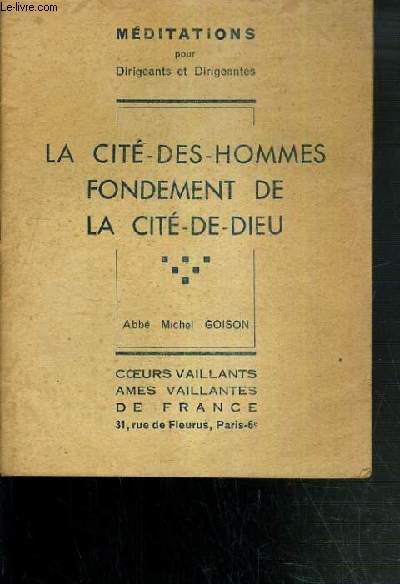 Le-livre.com
MÉDITATIONS
pour
Dirigeants et Dirigeantes
LA CITÉ-DES-HOMMES
FONDEMENT DE
LA CITÉ-DE-DIEU
Abbé Michel GOISON
CŒURS VAILLANTS
AMES VAILLANTES
DE FRANCE
31, rue de Fleurus, Paris-6e